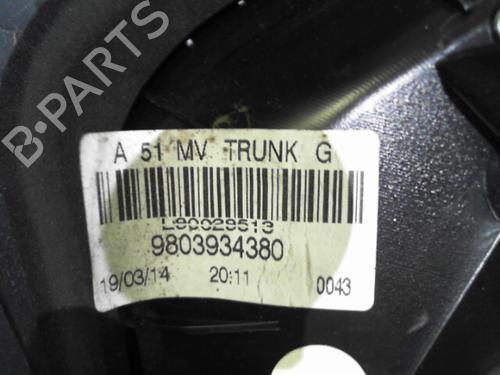 A 51 MV TRUNK G
L90029513
9803934380
19/03/14 20:11 0043
B-PARTS